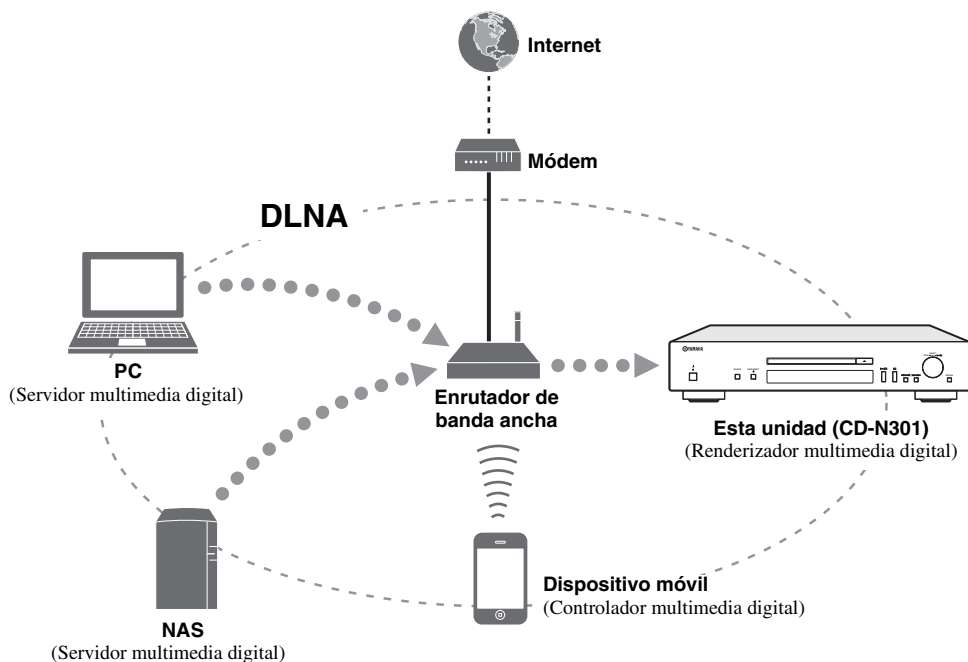 Internet
Módem
DLNA
YAMAHA
PC
(Servidor multimedia digital)
Enrutador de
banda ancha
Esta unidad (CD-N301)
(Renderizador multimedia digital)
Dispositivo móvil
(Controlador multimedia digital)
NAS
(Servidor multimedia digital)